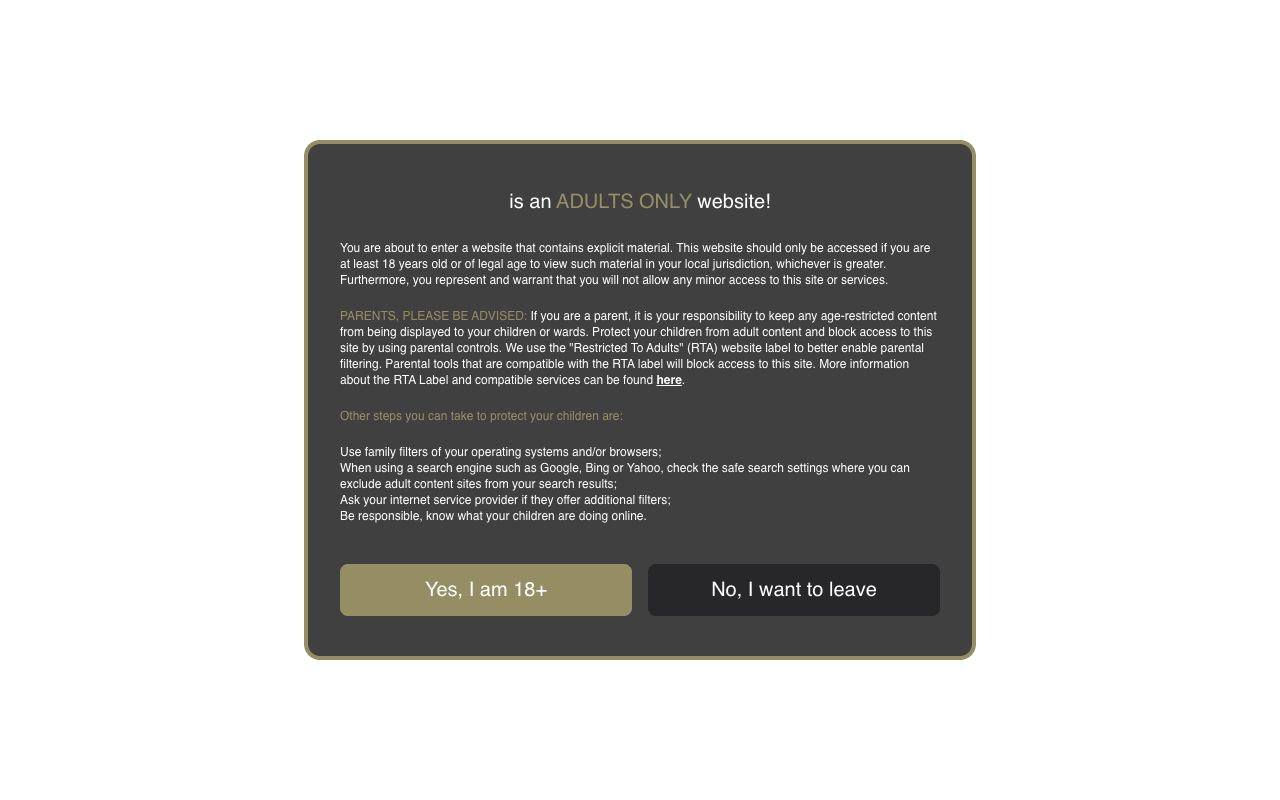 is an ADULTS ONLY website!
You are about to enter a website that contains explicit material. This website should only be accessed if you are
at least 18 years old or of legal age to view such material in your local jurisdiction, whichever is greater.
Furthermore, you represent and warrant that you will not allow any minor access to this site or services.
PARENTS, PLEASE BE ADVISED: If you are a parent, it is your responsibility to keep any age-restricted content
from being displayed to your children or wards. Protect your children from adult content and block access to this
site by using parental controls. We use the "Restricted To Adults" (RTA) website label to better enable parental
filtering. Parental tools that are compatible with the RTA label will block access to this site. More information
about the RTA Label and compatible services can be found here.
Other steps you can take to protect your children are:
Use family filters of your operating systems and/or browsers;
When using a search engine such as Google, Bing or Yahoo, check the safe search settings where you can
exclude adult content sites from your search results;
Ask your internet service provider if they offer additional filters;
Be responsible, know what your children are doing online.
Yes, I am 18+
No, I want to leave